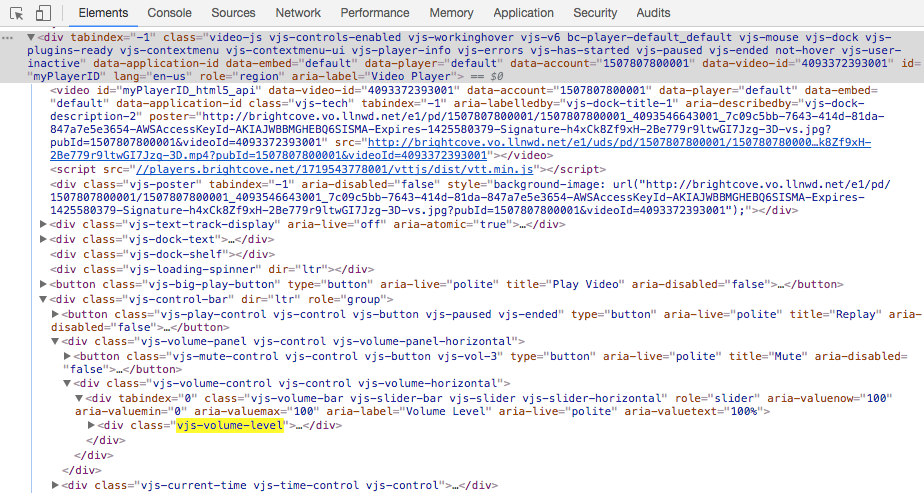 Elements Console Sources Network Performance Memory Application Security Audits
… ▼<div tabindex="-1" class="video-js vjs-controls-enabled vjs-workinghover vjs-v6 bc-player-default_default vjs-mouse vjs-dock vjs-
plugins-ready vjs-contextmenu vjs-contextmenu-ui vjs-player-info vjs-errors vjs-has-started vjs-paused vjs-ended not-hover vjs-user-
inactive" data-application-id data-embed="default" data-player="default" data-account="1507807800001" data-video-id="4093372393001" id=
"myPlayerID" lang="en-us" role="region" aria-label="Video Player"> == $0
<video id="myPlayerID_html5_api" data-video-id="4093372393001" data-account="1507807800001" data-player="default" data-embed=
"default" data-application-id class="vjs-tech" tabindex="-1" aria-labelledby="vjs-dock-title-1" aria-describedby="vjs-dock-
description-2" poster="http://brightcove.vo.llnwd.net/e1/pd/1507807800001/1507807800001_4093546643001_7c09c5bb-7643-414d-81da-
847a7e5e3654-AWSAccessKeyId-AKIAJWBBMGHEBQ6SISMA-Expires-1425580379-Signature-h4xCk8Zf9xH-2Be779r9ltwGI7Jzg-3D-vs.jpg?
pubId=1507807800001&videoId=4093372393001" src="http://brightcove.vo.llnwd.net/e1/uds/pd/1507807800001/150780780000…k8Zf9xH-
2Be779r9ltwGI7Jzg-3D.mp4?pubId=1507807800001&videoId=4093372393001"></video>
<script src="//players.brightcove.net/1719543778001/vttjs/dist/vtt.min.js"></script>
<div class="vjs-poster" tabindex="-1" aria-disabled="false" style="background-image: url("http://brightcove.vo.llnwd.net/e1/pd/
1507807800001/1507807800001_4093546643001_7c09c5bb-7643-414d-81da-847a7e5e3654-AWSAccessKeyId-AKIAJWBBMGHEBQ6SISMA-Expires-
1425580379-Signature-h4xCk8Zf9xH-2Be779r9ltwGI7Jzg-3D-vs.jpg?pubId=1507807800001&videoId=4093372393001");"></div>
▶<div class="vjs-text-track-display" aria-live="off" aria-atomic="true">…</div>
▶<div class="vjs-dock-text">…</div>
<div class="vjs-dock-shelf"></div>
<div class="vjs-loading-spinner" dir="ltr"></div>
▶<button class="vjs-big-play-button" type="button" aria-live="polite" title="Play Video" aria-disabled="false">…</button>
▼<div class="vjs-control-bar" dir="ltr" role="group">
▶<button class="vjs-play-control vjs-control vjs-button vjs-paused vjs-ended" type="button" aria-live="polite" title="Replay" aria-
disabled="false">…</button>
▼<div class="vjs-volume-panel vjs-control vjs-volume-panel-horizontal">
▶<button class="vjs-mute-control vjs-control vjs-button vjs-vol-3" type="button" aria-live="polite" title="Mute" aria-disabled=
"false">…</button>
▼<div class="vjs-volume-control vjs-control vjs-volume-horizontal">
▼<div tabindex="0" class="vjs-volume-bar vjs-slider-bar vjs-slider vjs-slider-horizontal" role="slider" aria-valuenow="100"
aria-valuemin="0" aria-valuemax="100" aria-label="Volume Level" aria-live="polite" aria-valuetext="100%">
▶<div class="vjs-volume-level">…</div>
</div>
</div>
</div>
▶<div class="vjs-current-time vjs-time-control vjs-control">…</div>